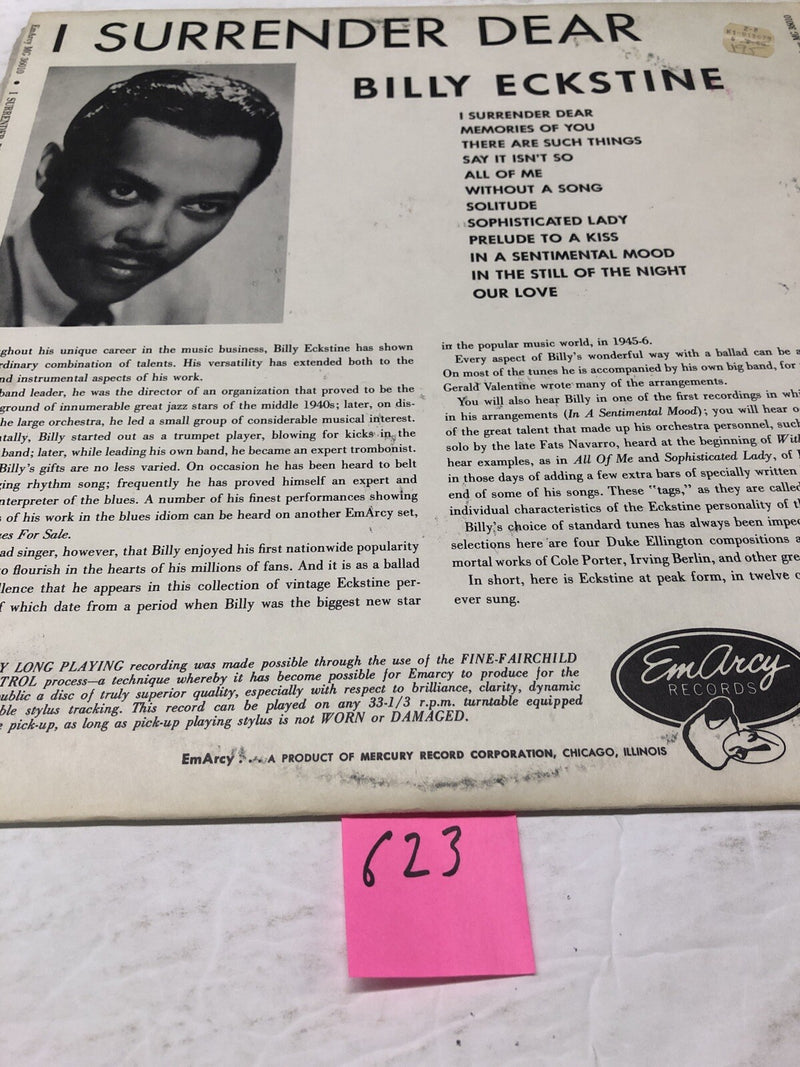 I SURRENDER DEAR
EmArcy MG 36010 • I SURRENDER
MG 36010
BILLY ECKSTINE
I SURRENDER DEAR
MEMORIES OF YOU
THERE ARE SUCH THINGS
SAY IT ISN'T SO
ALL OF ME
WITHOUT A SONG
SOLITUDE
SOPHISTICATED LADY
PRELUDE TO A KISS
IN A SENTIMENTAL MOOD
IN THE STILL OF THE NIGHT
OUR LOVE
ghout his unique career in the music business, Billy Eckstine has shown
rdinary combination of talents. His versatility has extended both to the
nd instrumental aspects of his work.
band leader, he was the director of an organization that proved to be the
ground of innumerable great jazz stars of the middle 1940s; later, on dis-
he large orchestra, he led a small group of considerable musical interest.
tally, Billy started out as a trumpet player, blowing for kicks in the
band; later, while leading his own band, he became an expert trombonist.
Billy's gifts are no less varied. On occasion he has been heard to belt
ing rhythm song; frequently he has proved himself an expert and
nterpreter of the blues. A number of his finest performances showing
s of his work in the blues idiom can be heard on another EmArcy set,
es For Sale.
ad singer, however, that Billy enjoyed his first nationwide popularity
o flourish in the hearts of his millions of fans. And it is as a ballad
llence that he appears in this collection of vintage Eckstine per-
f which date from a period when Billy was the biggest new star
in the popular music world, in 1945-6.
Every aspect of Billy's wonderful way with a ballad can be a
On most of the tunes he is accompanied by his own big band, for
Gerald Valentine wrote many of the arrangements.
You will also hear Billy in one of the first recordings in whi
in his arrangements (In A Sentimental Mood); you will hear o
of the great talent that made up his orchestra personnel, such
solo by the late Fats Navarro, heard at the beginning of With
hear examples, as in All Of Me and Sophisticated Lady, of
in those days of adding a few extra bars of specially written
end of some of his songs. These "tags," as they are called
individual characteristics of the Eckstine personality of th
Billy's choice of standard tunes has always been impec
selections here are four Duke Ellington compositions a
mortal works of Cole Porter, Irving Berlin, and other gre
In short, here is Eckstine at peak form, in twelve o
ever sung.
Y LONG PLAYING recording was made possible through the use of the FINE-FAIRCHILD
TROL process—a technique whereby it has become possible for Emarcy to produce for the
ublic a disc of truly superior quality, especially with respect to brilliance, clarity, dynamic
ble stylus tracking. This record can be played on any 33-1/3 r.p.m. turntable equipped
e pick-up, as long as pick-up playing stylus is not WORN or DAMAGED.
EmArcy
RECORDS
EmArcy . . . A PRODUCT OF MERCURY RECORD CORPORATION, CHICAGO, ILLINOIS
623